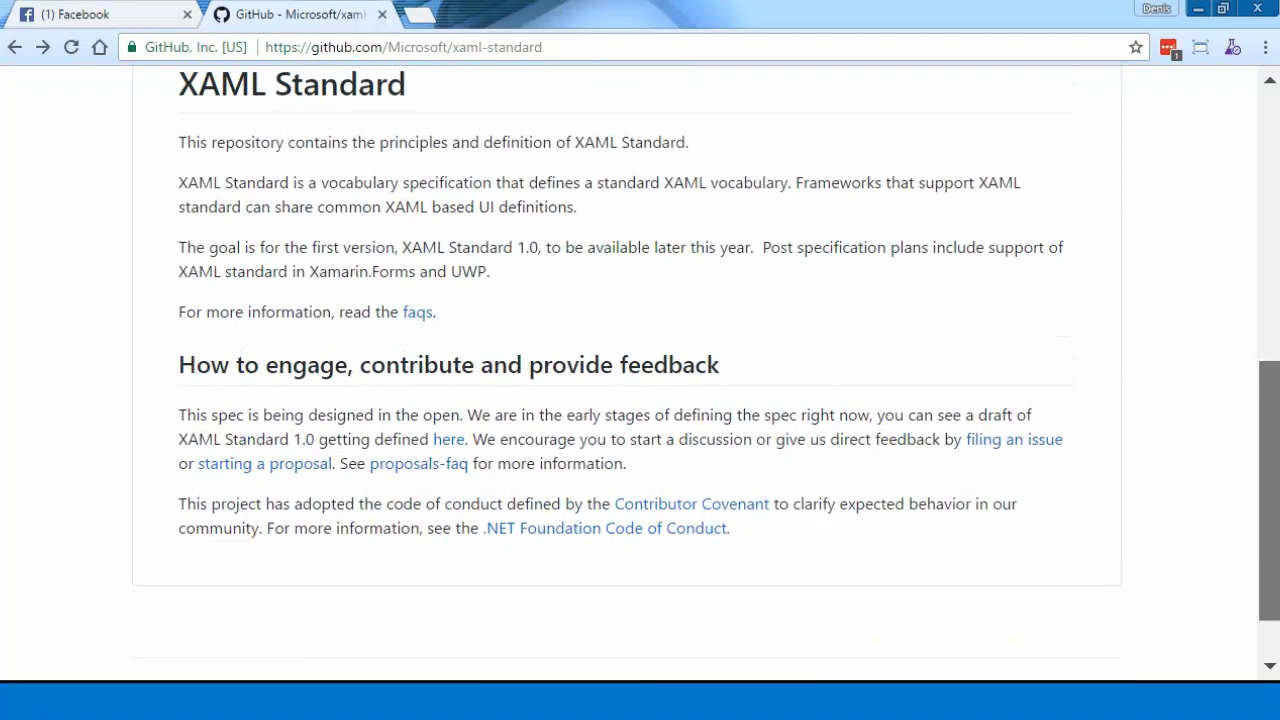 (1) Facebook
GitHub - Microsoft/xaml
Denis
GitHub, Inc. [US]
https://github.com/Microsoft/xaml-standard
1
XAML Standard
This repository contains the principles and definition of XAML Standard.
XAML Standard is a vocabulary specification that defines a standard XAML vocabulary. Frameworks that support XAML
standard can share common XAML based UI definitions.
The goal is for the first version, XAML Standard 1.0, to be available later this year.  Post specification plans include support of
XAML standard in Xamarin.Forms and UWP.
For more information, read the faqs.
How to engage, contribute and provide feedback
This spec is being designed in the open. We are in the early stages of defining the spec right now, you can see a draft of
XAML Standard 1.0 getting defined here. We encourage you to start a discussion or give us direct feedback by filing an issue
or starting a proposal. See proposals-faq for more information.
This project has adopted the code of conduct defined by the Contributor Covenant to clarify expected behavior in our
community. For more information, see the .NET Foundation Code of Conduct.